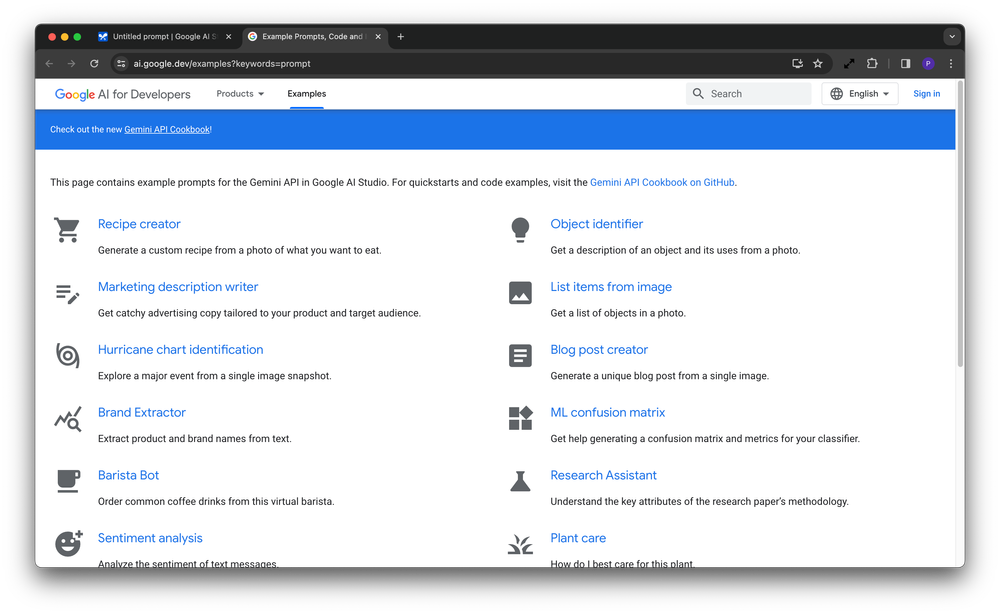 Untitled prompt | Google AI S
Example Prompts, Code and
ai.google.dev/examples?keywords=prompt
P
Google AI for Developers
Products
Examples
Search
English
Sign in
Check out the new Gemini API Cookbook!
This page contains example prompts for the Gemini API in Google AI Studio. For quickstarts and code examples, visit the Gemini API Cookbook on GitHub.
Recipe creator
Generate a custom recipe from a photo of what you want to eat.
Object identifier
Get a description of an object and its uses from a photo.
Marketing description writer
Get catchy advertising copy tailored to your product and target audience.
List items from image
Get a list of objects in a photo.
Hurricane chart identification
Explore a major event from a single image snapshot.
Blog post creator
Generate a unique blog post from a single image.
Brand Extractor
Extract product and brand names from text.
ML confusion matrix
Get help generating a confusion matrix and metrics for your classifier.
Barista Bot
Order common coffee drinks from this virtual barista.
Research Assistant
Understand the key attributes of the research paper's methodology.
Sentiment analysis
Analyze the sentiment of text messages.
Plant care
How do I best care for this plant.